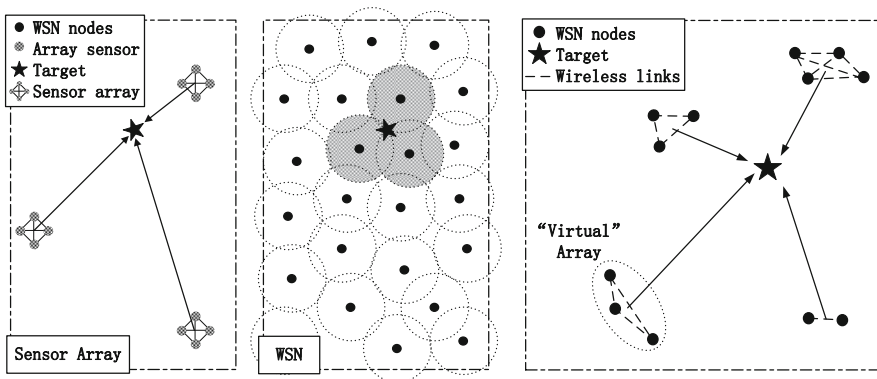 WSN nodes
Array sensor
Target
Sensor array
Sensor Array
WSN
WSN nodes
Target
Wireless links
“Virtual”
Array